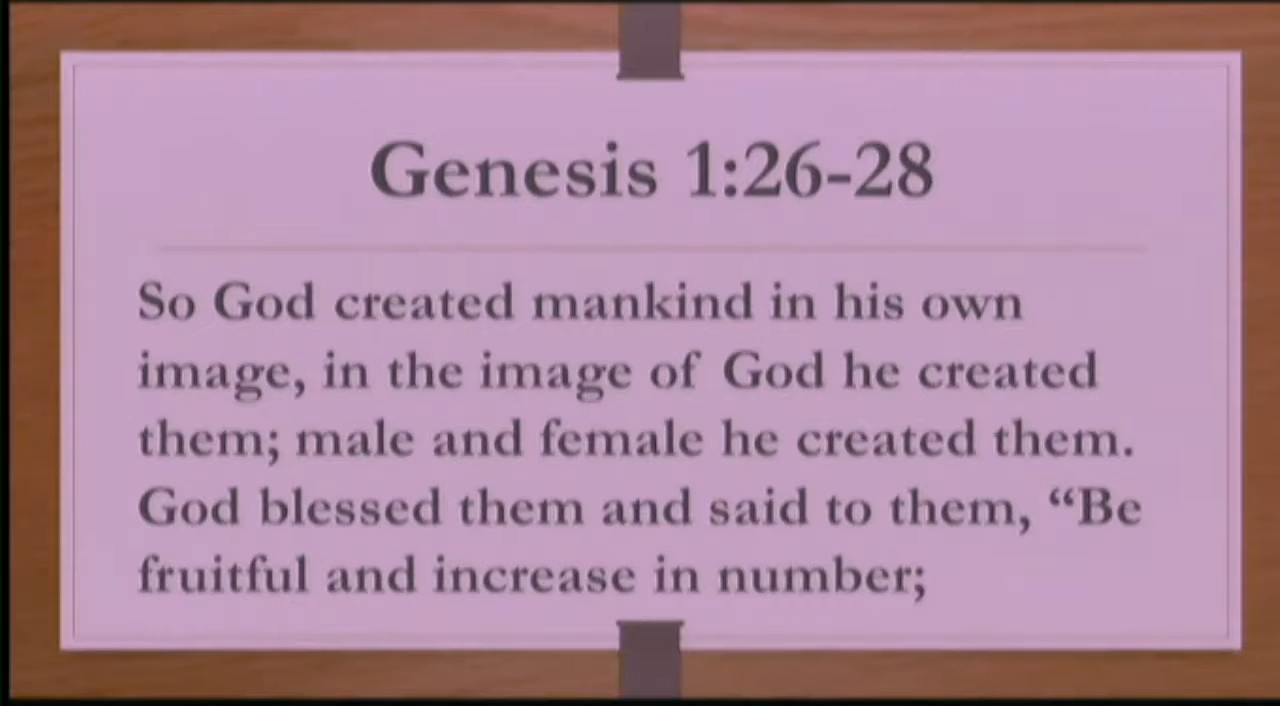 Genesis 1:26-28
So God created mankind in his own
image, in the image of God he created
them; male and female he created them.
God blessed them and said to them, “Be
fruitful and increase in number;